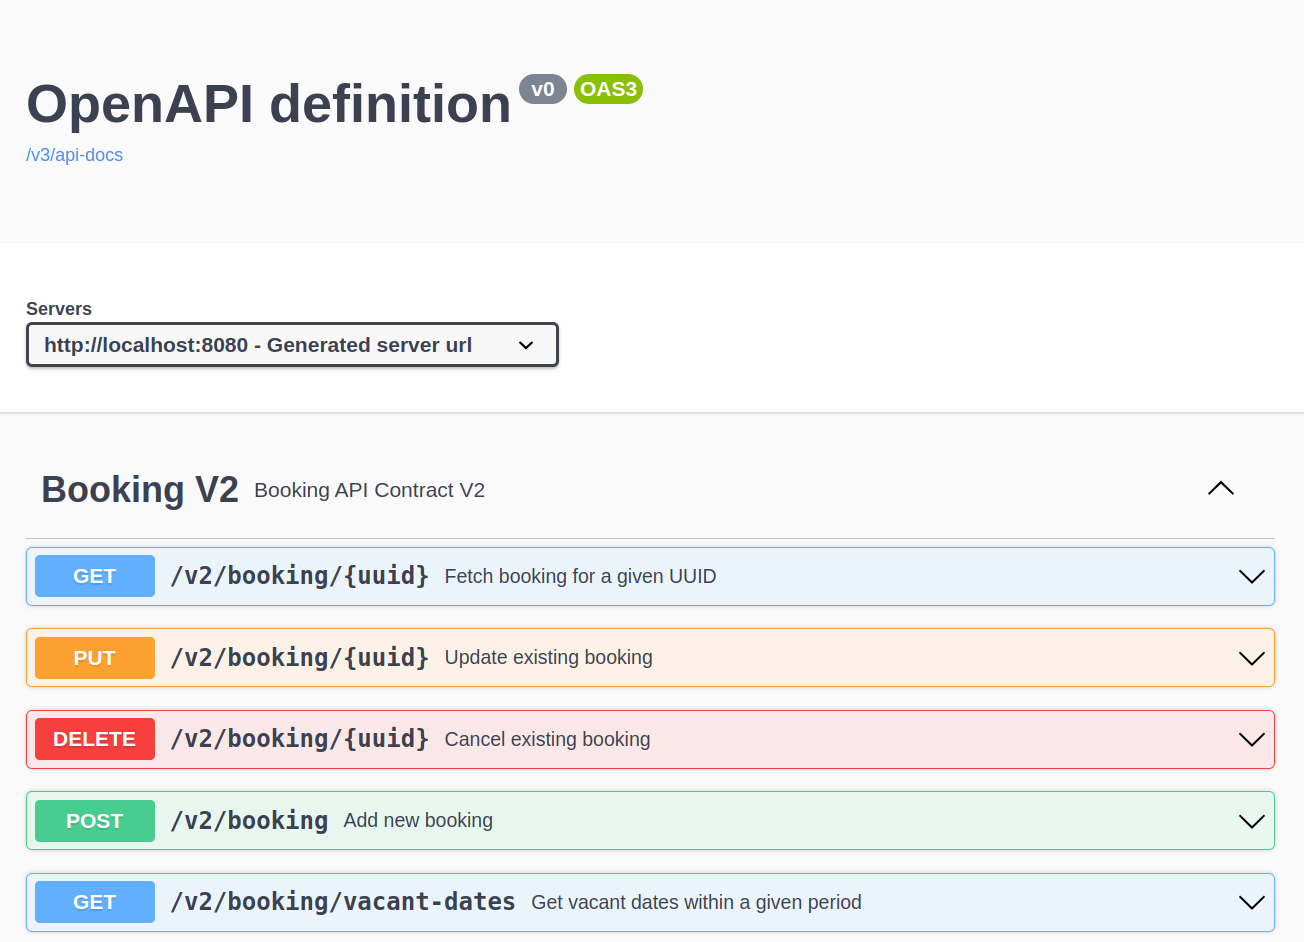 OpenAPI definition v0 OAS3
/v3/api-docs
Servers
http://localhost:8080 - Generated server url
Booking V2 Booking API Contract V2
GET /v2/booking/{uuid} Fetch booking for a given UUID
PUT /v2/booking/{uuid} Update existing booking
DELETE /v2/booking/{uuid} Cancel existing booking
POST /v2/booking Add new booking
GET /v2/booking/vacant-dates Get vacant dates within a given period